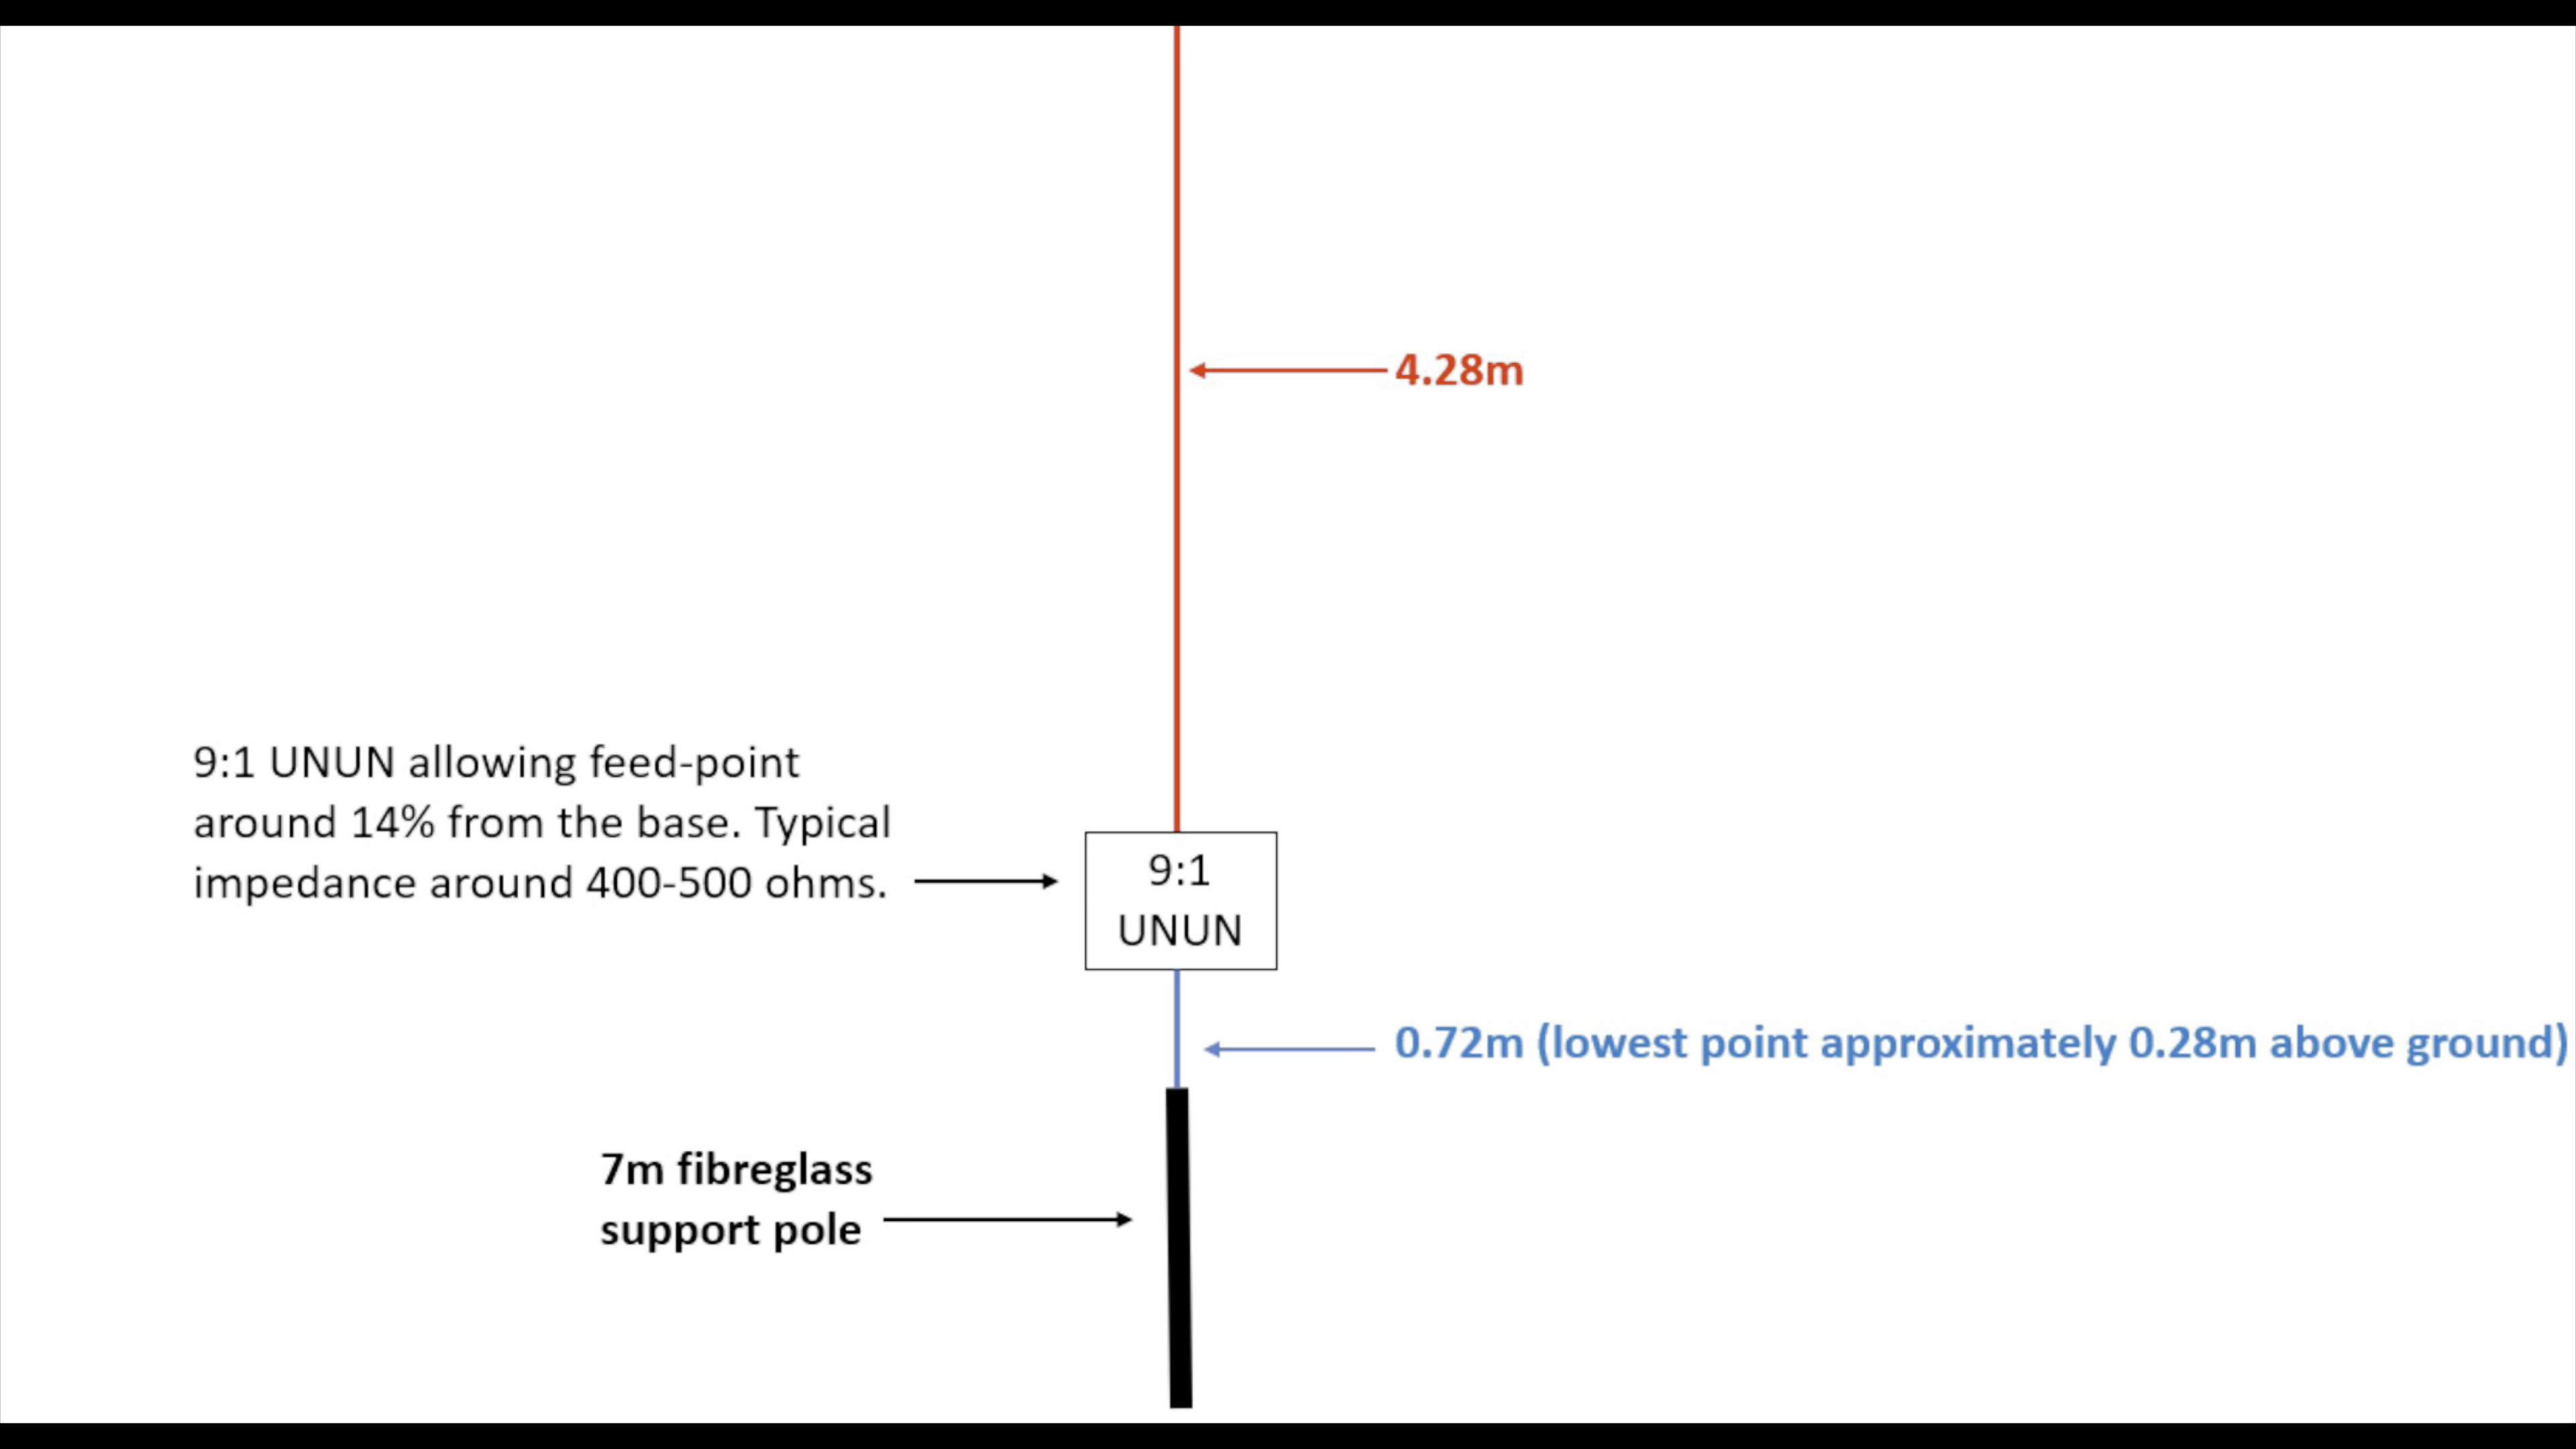 4.28m
9:1 UNUN allowing feed-point
around 14% from the base. Typical
impedance around 400-500 ohms.
9:1
UNUN
0.72m (lowest point approximately 0.28m above ground)
7m fibreglass
support pole